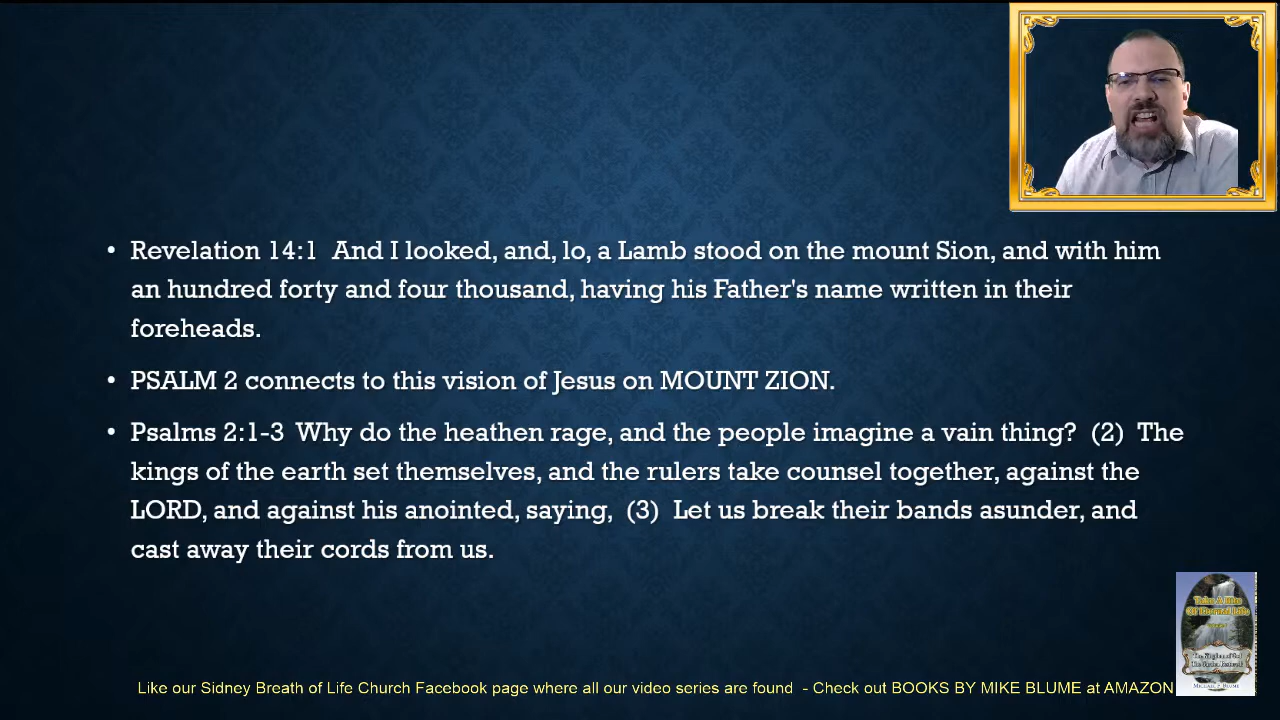 • Revelation 14:1 And I looked, and, lo, a Lamb stood on the mount Sion, and with him
an hundred forty and four thousand, having his Father's name written in their
foreheads.
• PSALM 2 connects to this vision of Jesus on MOUNT ZION.
• Psalms 2:1-3 Why do the heathen rage, and the people imagine a vain thing? (2) The
kings of the earth set themselves, and the rulers take counsel together, against the
LORD, and against his anointed, saying, (3) Let us break their bands asunder, and
cast away their cords from us.
Like our Sidney Breath of Life Church Facebook page where all our video series are found. - Check out BOOKS BY MIKE BLUME at AMAZON